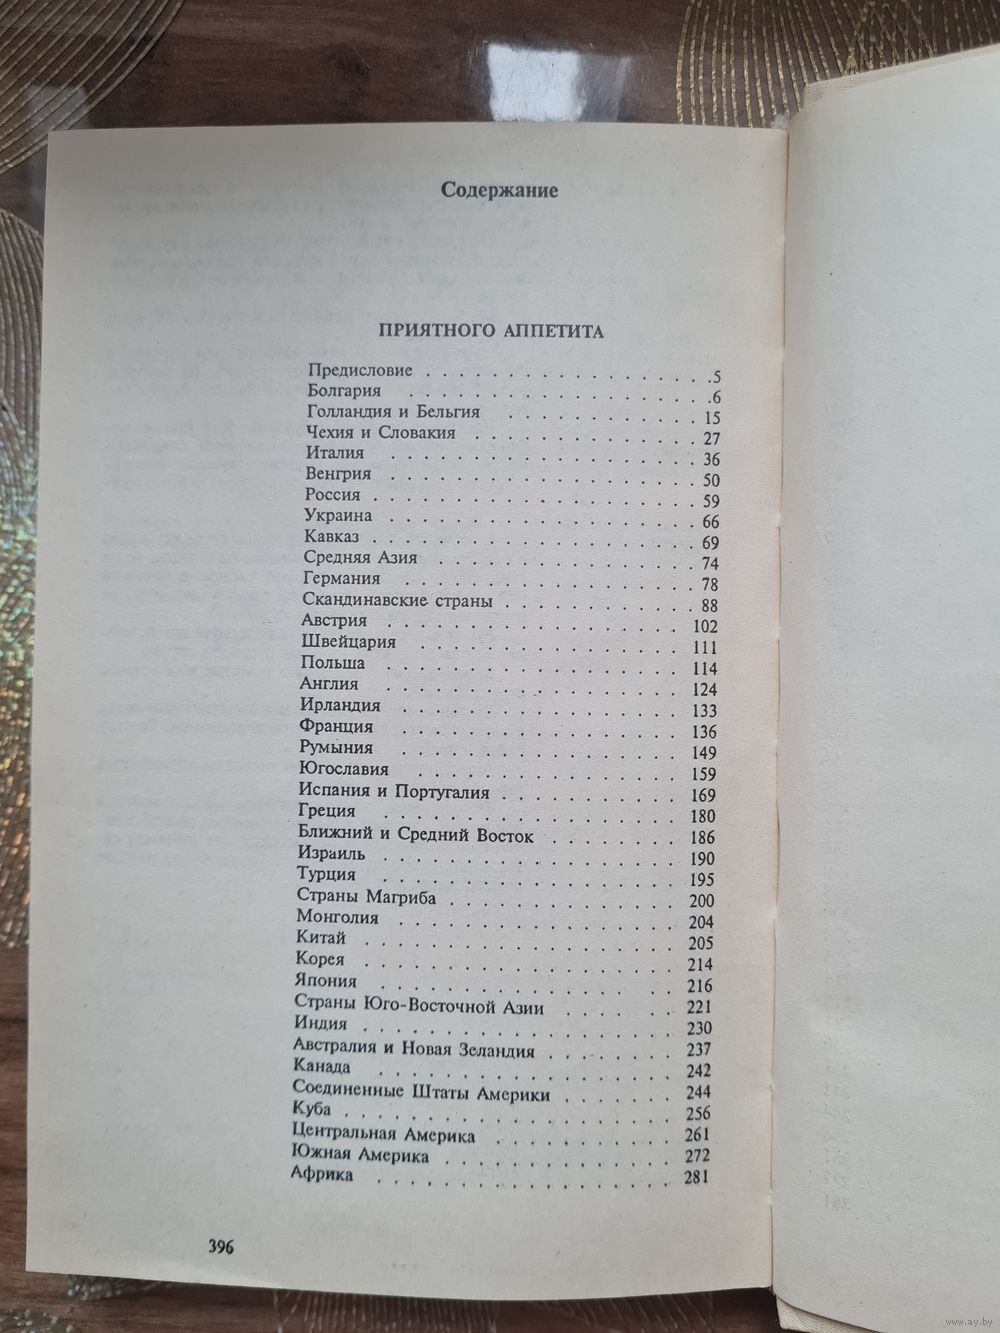 Содержание
ПРИЯТНОГО АППЕТИТА
Предисловие . . . . . . . . . . . . . . . . . .5
Болгария . . . . . . . . . . . . . . . . . . .6
Голландия и Бельгия . . . . . . . . . . . 15
Чехия и Словакия . . . . . . . . . . . . . 27
Италия . . . . . . . . . . . . . . . . . 36
Венгрия . . . . . . . . . . . . . . . . . 50
Россия . . . . . . . . . . . . . . . . . 59
Украина . . . . . . . . . . . . . . . . . 66
Кавказ . . . . . . . . . . . . . . . . . 69
Средняя Азия . . . . . . . . . . . . . . 74
Германия . . . . . . . . . . . . . . . . 78
Скандинавские страны . . . . . . . . . . . 88
Австрия . . . . . . . . . . . . . . . . 102
Швейцария . . . . . . . . . . . . . . . 111
Польша . . . . . . . . . . . . . . . . 114
Англия . . . . . . . . . . . . . . . . 124
Ирландия . . . . . . . . . . . . . . . 133
Франция . . . . . . . . . . . . . . . 136
Румыния . . . . . . . . . . . . . . . 149
Югославия . . . . . . . . . . . . . . 159
Испания и Португалия . . . . . . . . . . 169
Греция . . . . . . . . . . . . . . . . 180
Ближний и Средний Восток . . . . . . . 186
Израиль . . . . . . . . . . . . . . . . 190
Турция . . . . . . . . . . . . . . . . 195
Страны Магриба . . . . . . . . . . . . . 200
Монголия . . . . . . . . . . . . . . . 204
Китай . . . . . . . . . . . . . . . . . 205
Корея . . . . . . . . . . . . . . . . . 214
Япония . . . . . . . . . . . . . . . . 216
Страны Юго-Восточной Азии . . . . . . 221
Индия . . . . . . . . . . . . . . . . . 230
Австралия и Новая Зеландия . . . . . . . 237
Канада . . . . . . . . . . . . . . . . 242
Соединенные Штаты Америки . . . . . . . 244
Куба . . . . . . . . . . . . . . . . . 256
Центральная Америка . . . . . . . . . . 261
Южная Америка . . . . . . . . . . . . . 272
Африка . . . . . . . . . . . . . . . . 281
396
www.ay.by